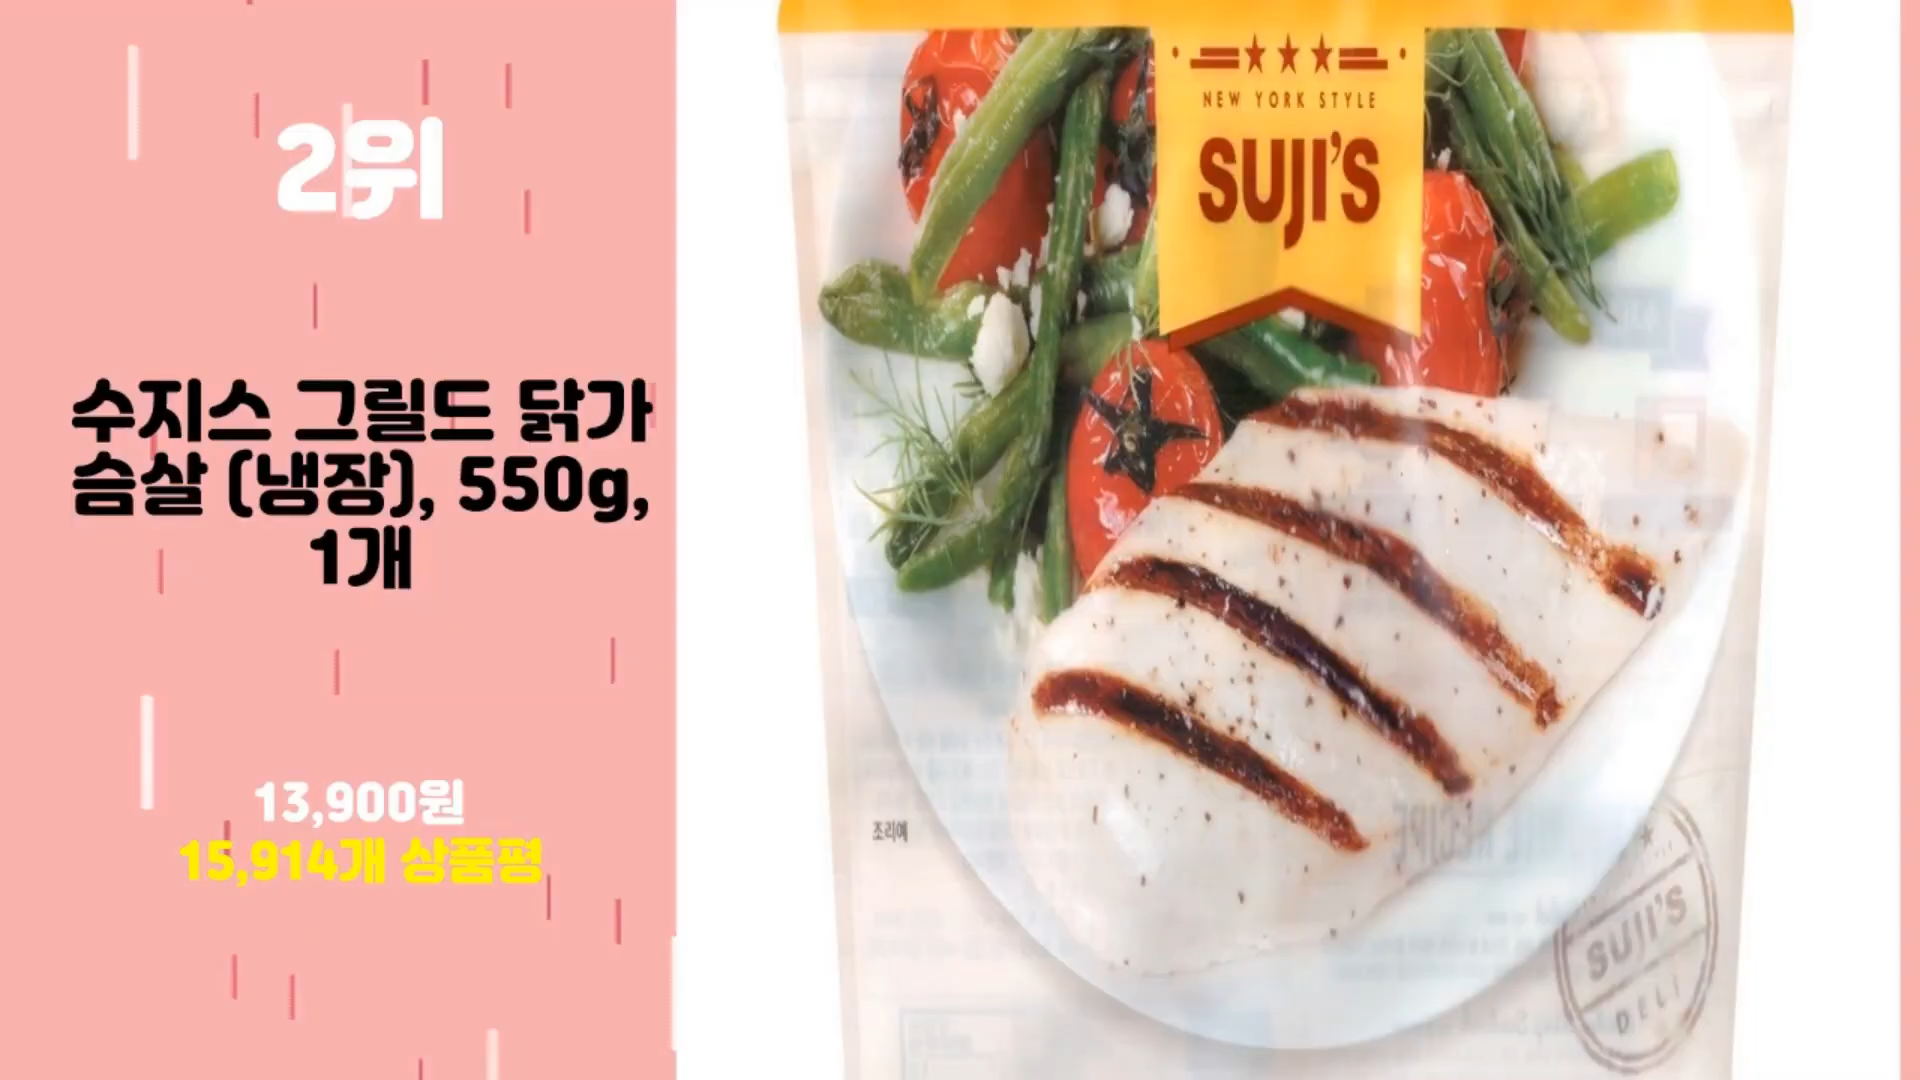 2위
수지스 그릴드 닭가
슴살 (냉장), 550g,
1개
13,900원
15,914개 상품평
NEW YORK STYLE
SUJI'S
조리예
SUJI'S
DELI